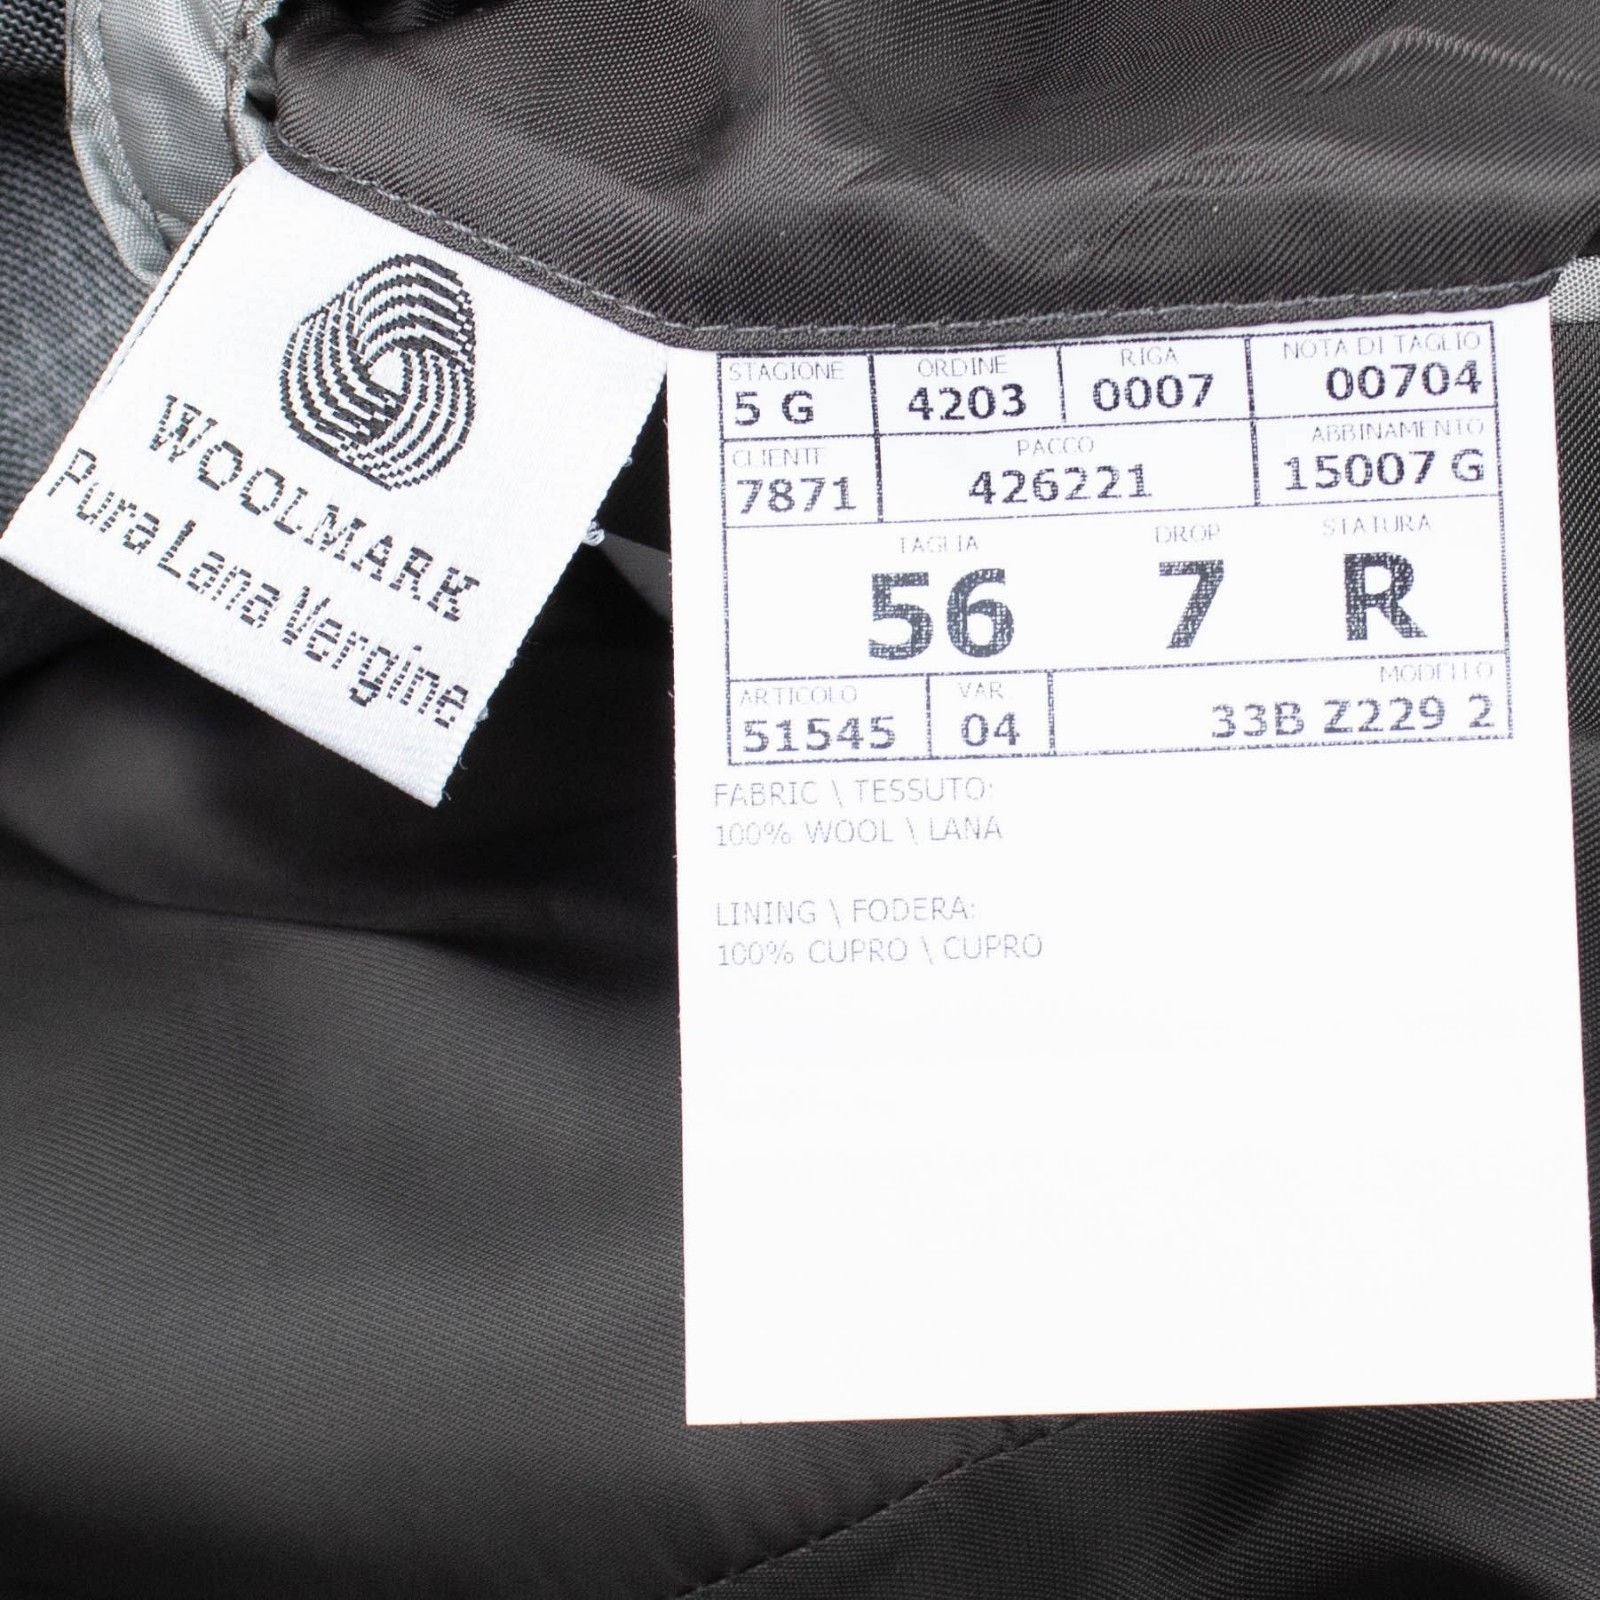 WOOLMARK
Pura Lana Vergine
STAGIONE ORDINE RIGA NOTA DI TAGLIO
5 G 4203 0007 00704
CLIENTE PACCO ABBINAMENTO
7871 426221 15007 G
TAGLIA DROP STATURA
56 7 R
ARTICOLO VAR. MODELLO
51545 04 33B Z229 2
FABRIC \ TESSUTO:
100% WOOL \ LANA
LINING \ FODERA:
100% CUPRO \ CUPRO